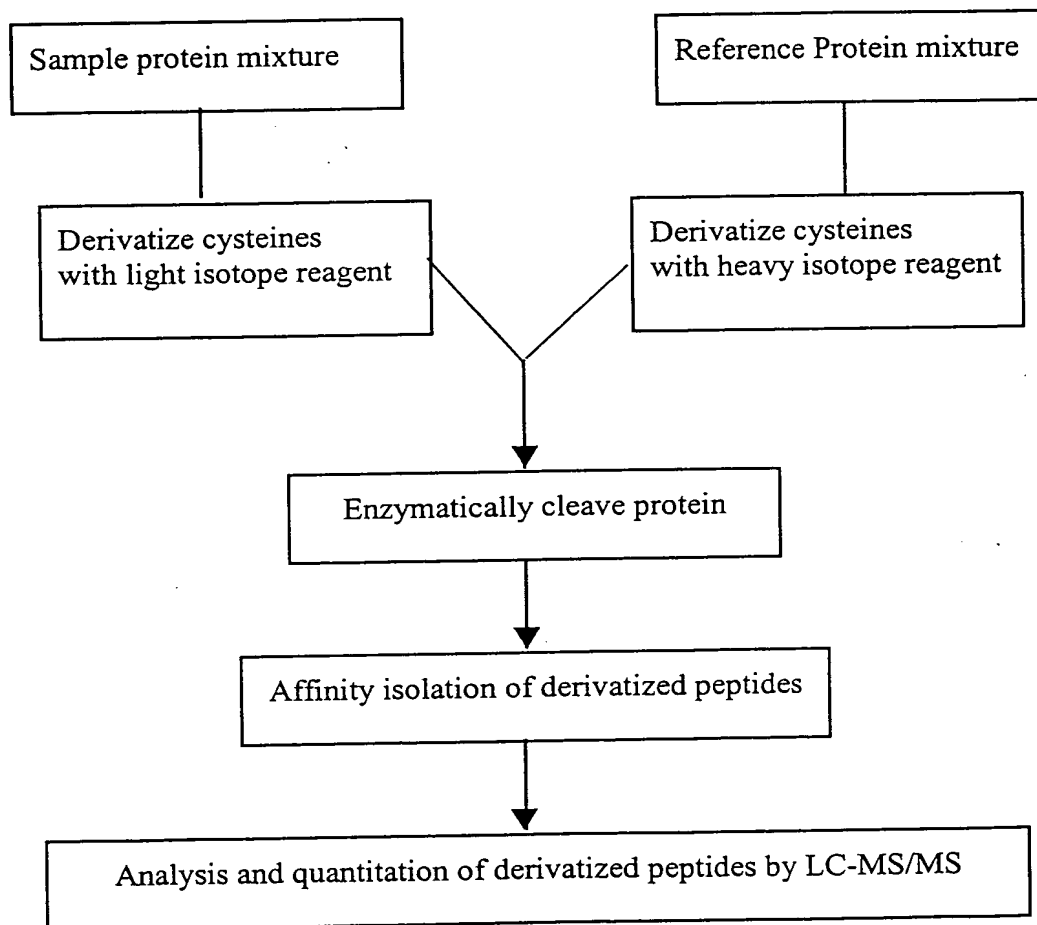 Sample protein mixture
Reference Protein mixture
Derivatize cysteines
with light isotope reagent
Derivatize cysteines
with heavy isotope reagent
Enzymatically cleave protein
Affinity isolation of derivatized peptides
Analysis and quantitation of derivatized peptides by LC-MS/MS